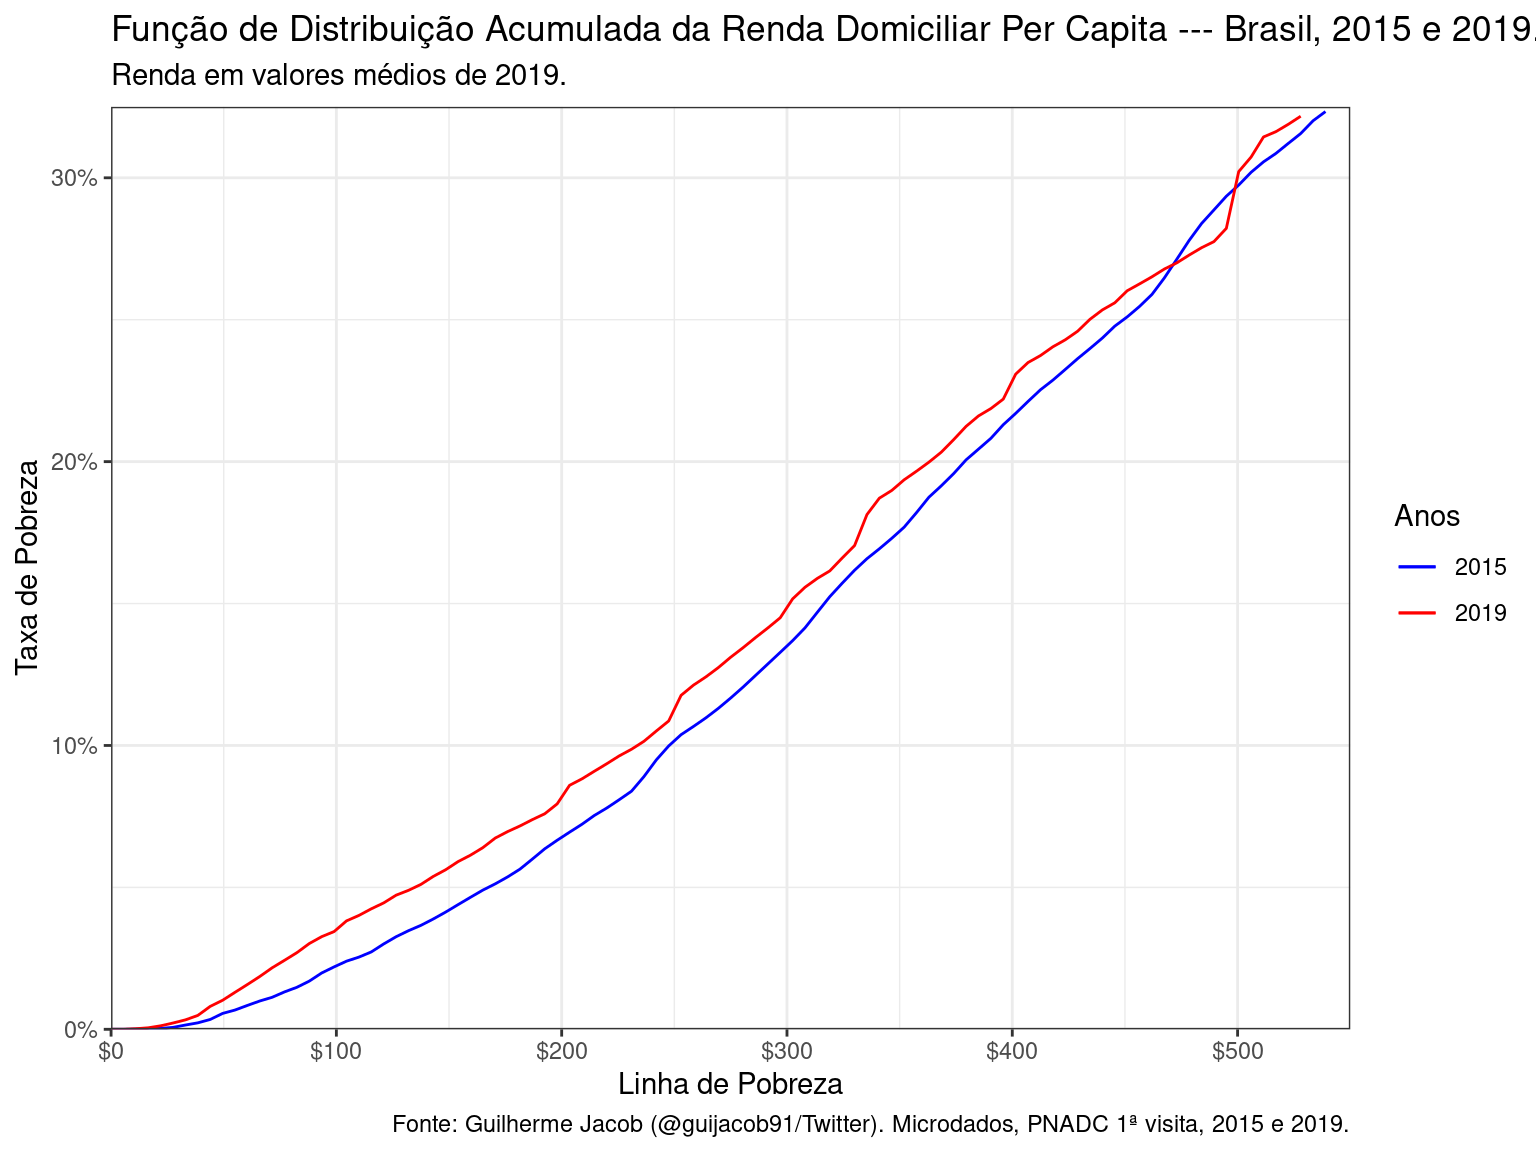 Função de Distribuição Acumulada da Renda Domiciliar Per Capita --- Brasil, 2015 e 2019.
Renda em valores médios de 2019.
30%
20%
10%
0%
Taxa de Pobreza
$0 $100 $200 $300 $400 $500
Linha de Pobreza
Anos
2015
2019
Fonte: Guilherme Jacob (@guijacob91/Twitter). Microdados, PNADC 1ª visita, 2015 e 2019.